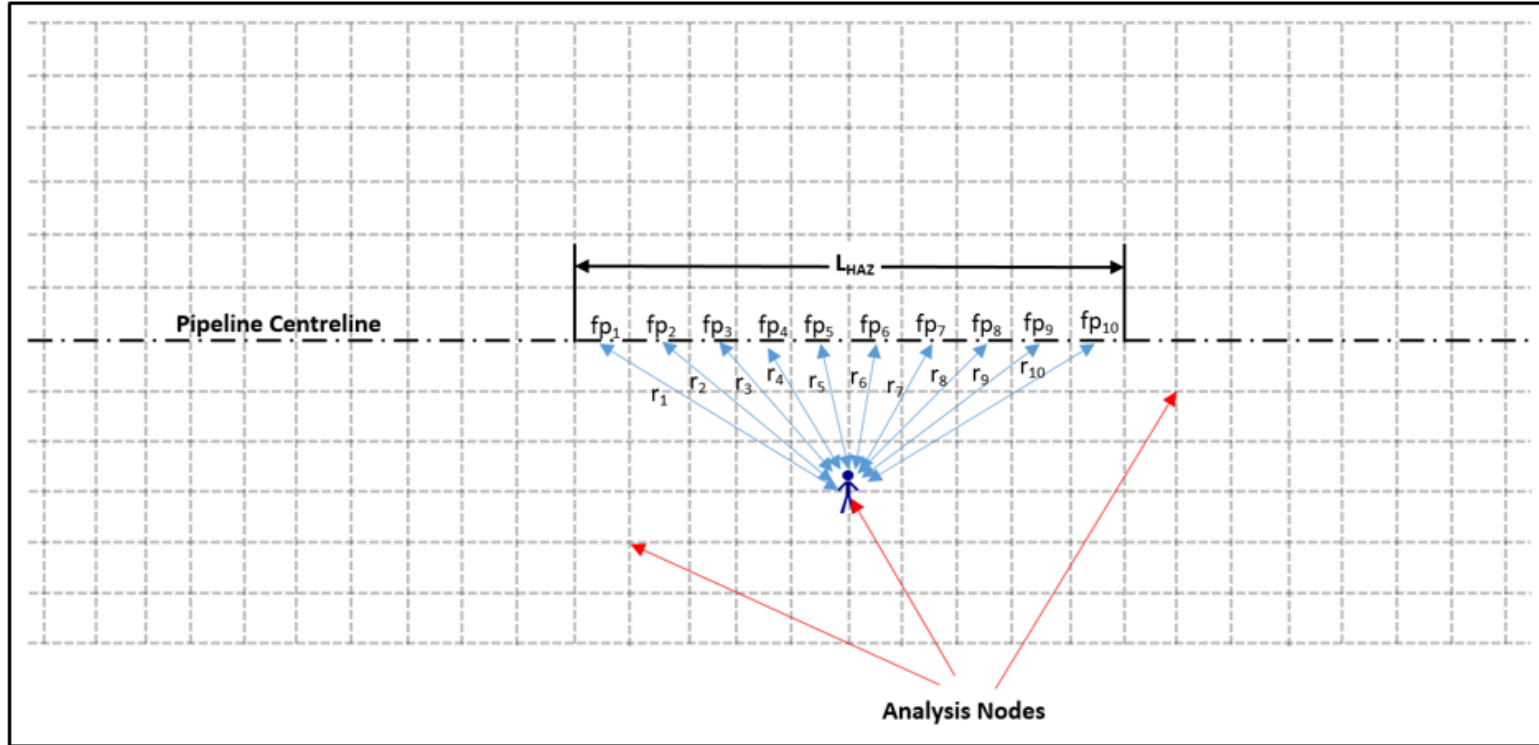 L_HAZ
Pipeline Centreline
fp₁ fp₂ fp₃ fp₄ fp₅ fp₆ fp₇ fp₈ fp₉ fp₁₀
r₁ r₂ r₃ r₄ r₅ r₆ r₇ r₈ r₉ r₁₀
Analysis Nodes